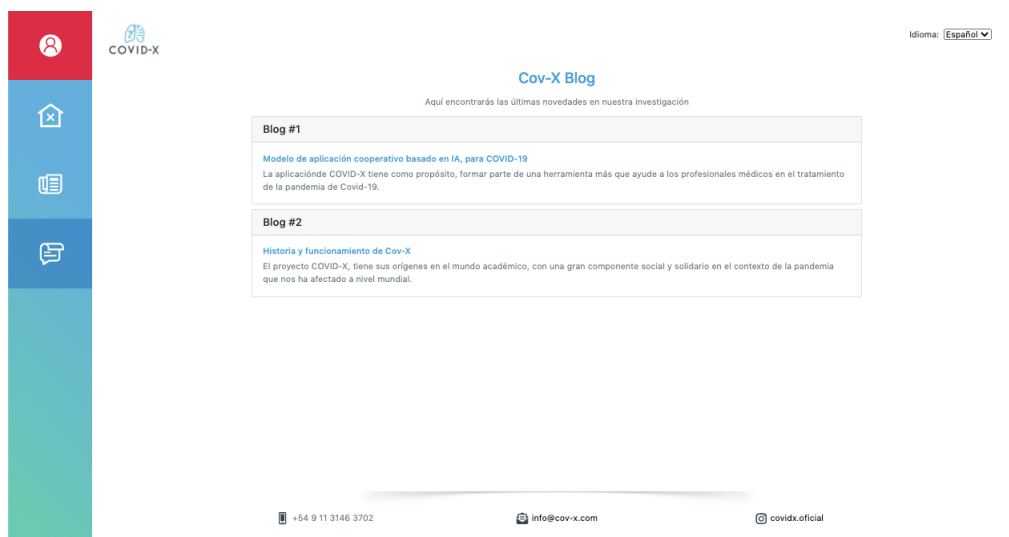 COVID-X
Idioma: Español
Cov-X Blog
Aquí encontrarás las últimas novedades en nuestra investigación
Blog #1
Modelo de aplicación cooperativo basado en IA, para COVID-19
La aplicaciónde COVID-X tiene como propósito, formar parte de una herramienta más que ayude a los profesionales médicos en el tratamiento
de la pandemia de Covid-19.
Blog #2
Historia y funcionamiento de Cov-X
El proyecto COVID-X, tiene sus orígenes en el mundo académico, con una gran componente social y solidario en el contexto de la pandemia
que nos ha afectado a nivel mundial.
+54 9 11 3146 3702
info@cov-x.com
covidx.oficial